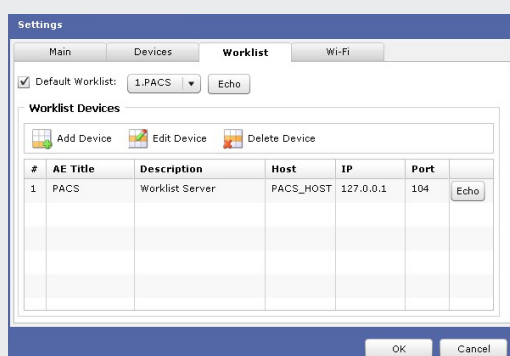 Settings
Main Devices Worklist Wi-Fi
Default Worklist: 1.PACS Echo
Worklist Devices
Add Device Edit Device Delete Device
# AE Title Description Host IP Port
1 PACS Worklist Server PACS_HOST 127.0.0.1 104 Echo
OK Cancel